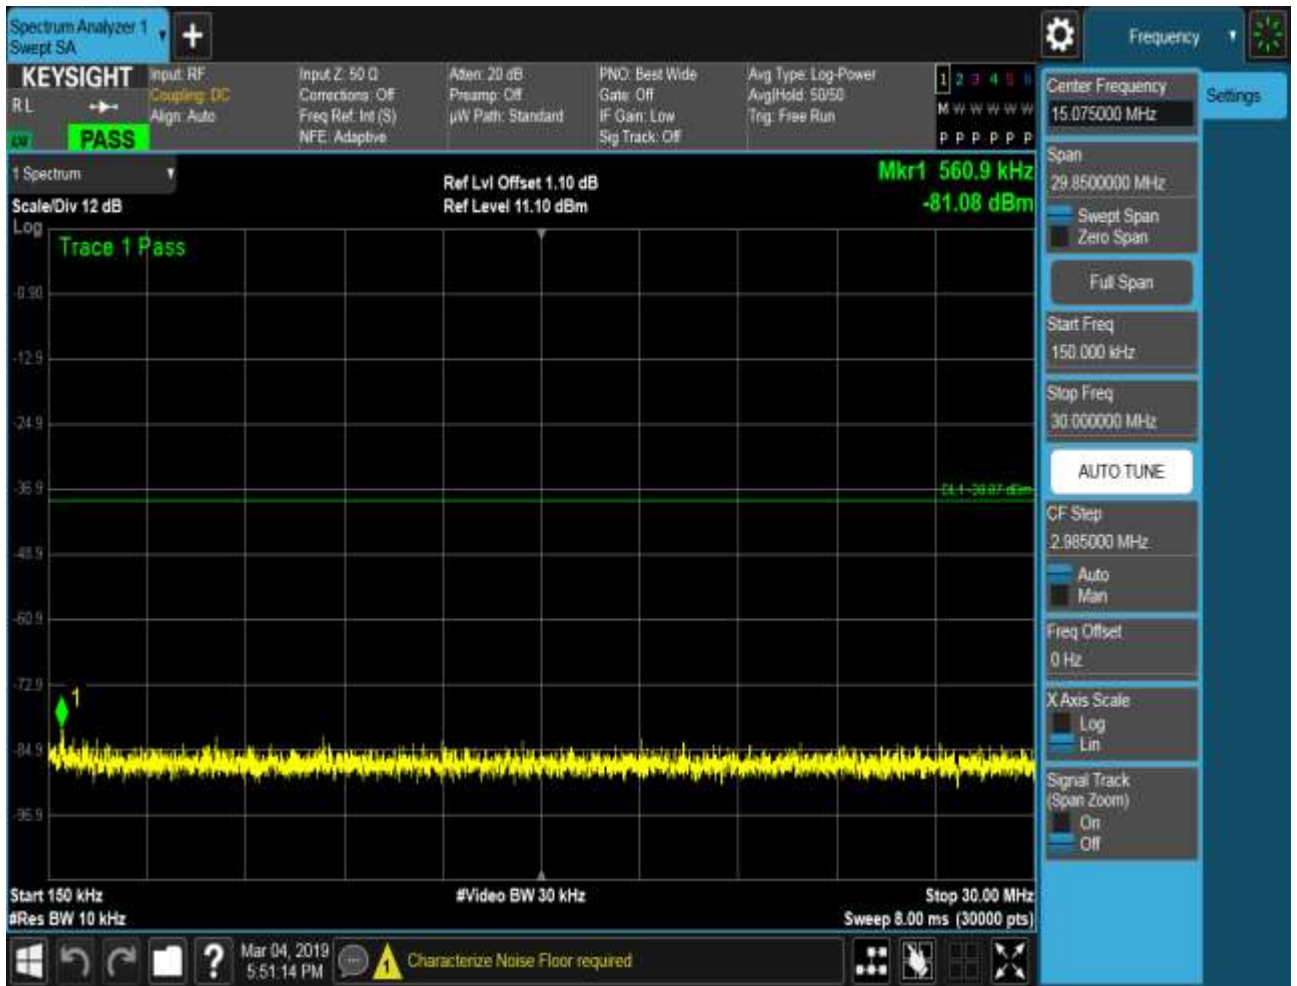 Spectrum Analyzer 1
Swept SA
+
Frequency
KEYSIGHT
R L
PASS
Input: RF
Coupling: DC
Align: Auto
Input Z: 50 Ω
Corrections: Off
Freq Ref: Int (S)
NFE: Adaptive
Atten: 20 dB
Preamp: Off
µW Path: Standard
PNO: Best Wide
Gate: Off
IF Gain: Low
Sig Track: Off
Avg Type: Log-Power
Avg|Hold: 50/50
Trig: Free Run
1 2 3 4 5 6
M W W W W W
P P P P P P
1 Spectrum
Scale/Div 12 dB
Ref Lvl Offset 1.10 dB
Ref Level 11.10 dBm
Mkr1 560.9 kHz
-81.08 dBm
Log
Trace 1 Pass
-0.90
-12.9
-24.9
-36.9
DL1 -38.87 dBm
-48.9
-60.9
-72.9
1
-84.9
-96.9
Start 150 kHz
#Video BW 30 kHz
Stop 30.00 MHz
#Res BW 10 kHz
Sweep 8.00 ms (30000 pts)
Center Frequency
15.075000 MHz
Settings
Span
29.8500000 MHz
Swept Span
Zero Span
Full Span
Start Freq
150.000 kHz
Stop Freq
30.000000 MHz
AUTO TUNE
CF Step
2.985000 MHz
Auto
Man
Freq Offset
0 Hz
X Axis Scale
Log
Lin
Signal Track
(Span Zoom)
On
Off
?
Mar 04, 2019
5:51:14 PM
1
Characterize Noise Floor required